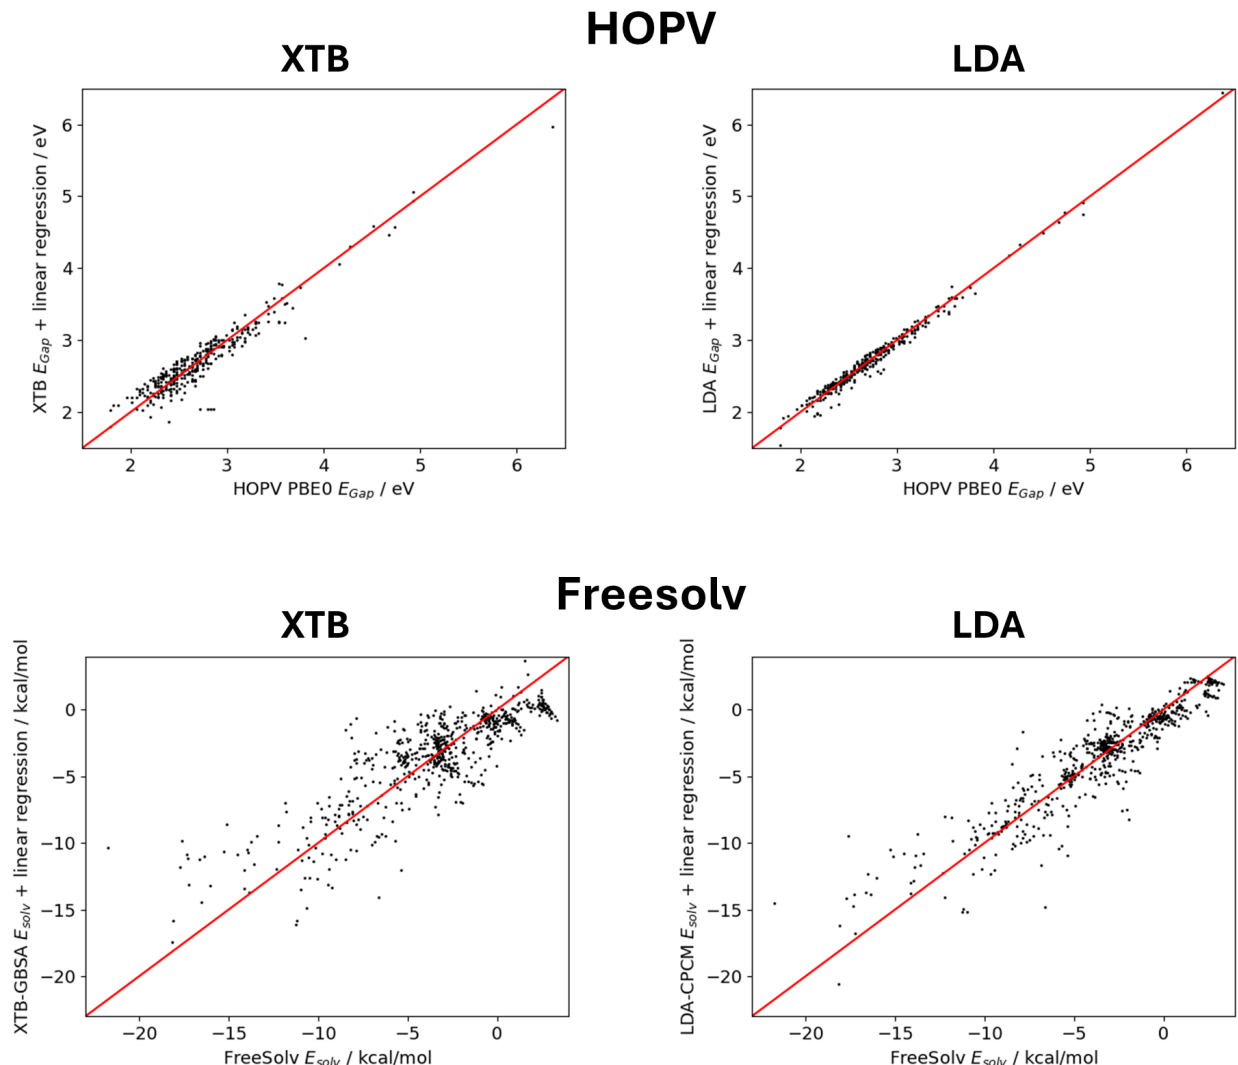 HOPV
XTB
LDA
XTB E_Gap + linear regression / eV
6
5
4
3
2
2 3 4 5 6
HOPV PBE0 E_Gap / eV
LDA E_Gap + linear regression / eV
6
5
4
3
2
2 3 4 5 6
HOPV PBE0 E_Gap / eV
Freesolv
XTB
LDA
XTB-GBSA E_solv + linear regression / kcal/mol
0
−5
−10
−15
−20
−20 −15 −10 −5 0
FreeSolv E_solv / kcal/mol
LDA-CPCM E_solv + linear regression / kcal/mol
0
−5
−10
−15
−20
−20 −15 −10 −5 0
FreeSolv E_solv / kcal/mol